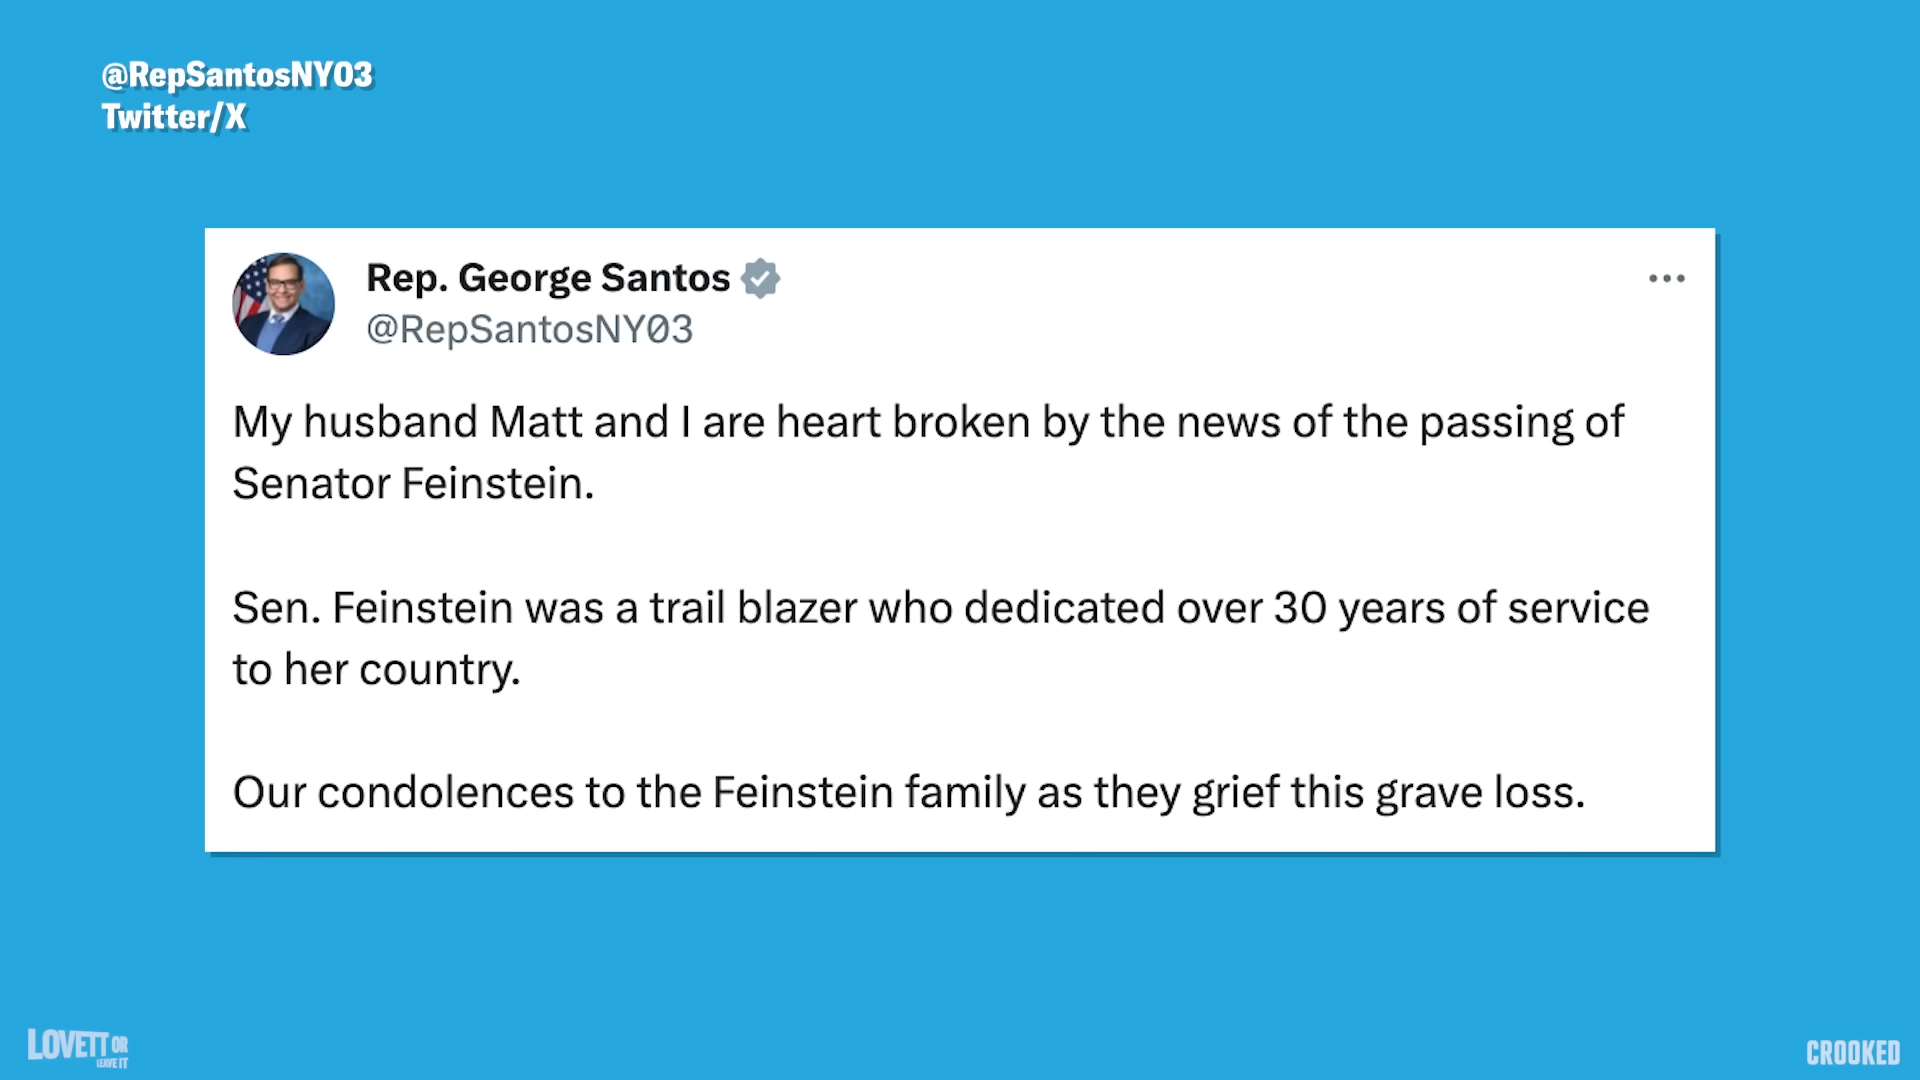 @RepSantosNY03
Twitter/X
Rep. George Santos
@RepSantosNY03
My husband Matt and I are heart broken by the news of the passing of
Senator Feinstein.
Sen. Feinstein was a trail blazer who dedicated over 30 years of service
to her country.
Our condolences to the Feinstein family as they grief this grave loss.
LOVETT OR
LEAVE IT
CROOKED